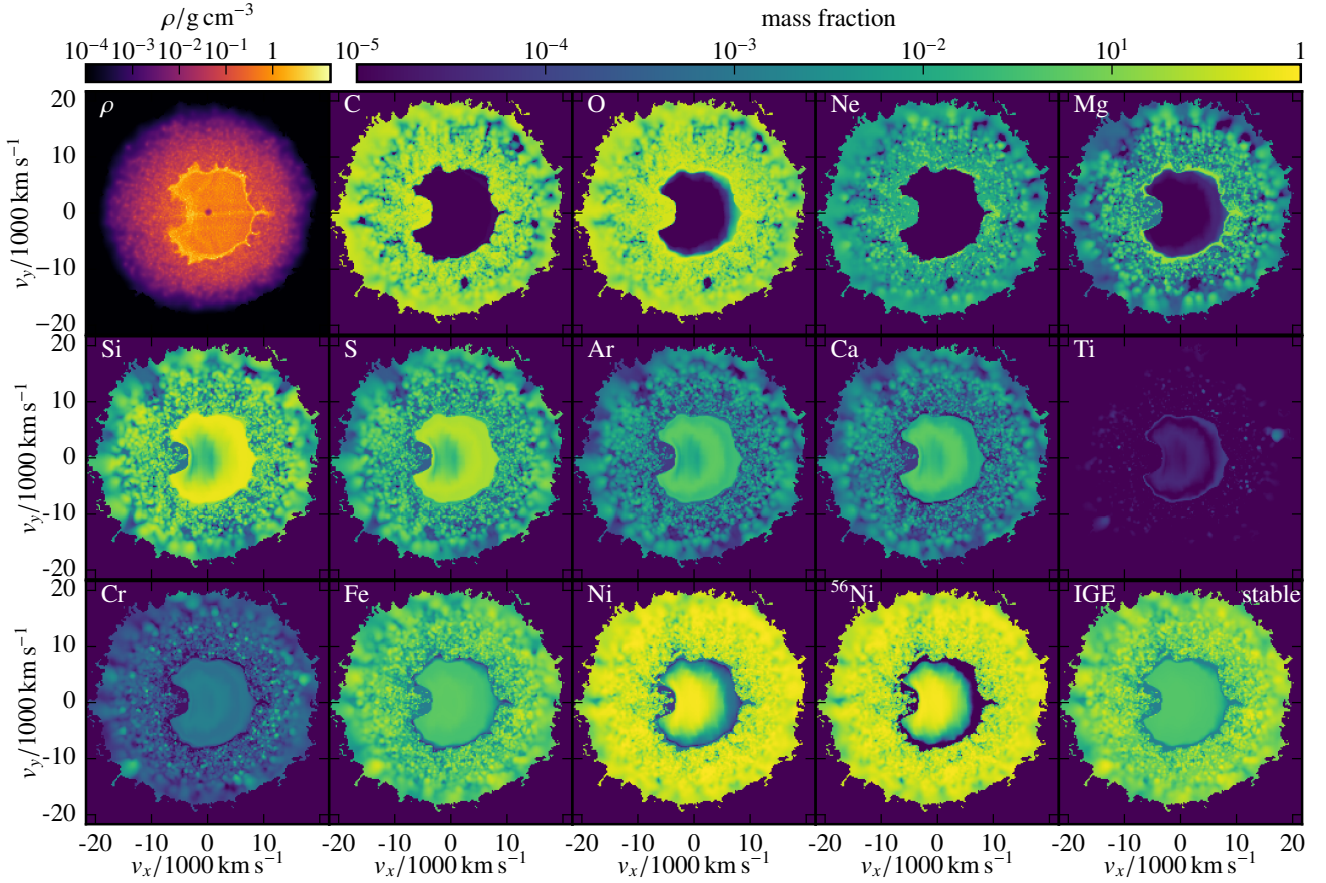 ρ/g cm⁻³ mass fraction
10⁻⁴ 10⁻³ 10⁻² 10⁻¹ 1 10⁻⁵ 10⁻⁴ 10⁻³ 10⁻² 10¹ 1
20 ρ C O Ne Mg
10
0
−10
−20
v_y/1000 km s⁻¹
20 Si S Ar Ca Ti
10
0
-10
-20
v_y/1000 km s⁻¹
20 Cr Fe Ni ⁵⁶Ni IGE stable
10
0
-10
-20
v_y/1000 km s⁻¹
-20 -10 0 10 -20 -10 0 10 -20 -10 0 10 -20 -10 0 10 -20 -10 0 10 20
v_x/1000 km s⁻¹ v_x/1000 km s⁻¹ v_x/1000 km s⁻¹ v_x/1000 km s⁻¹ v_x/1000 km s⁻¹